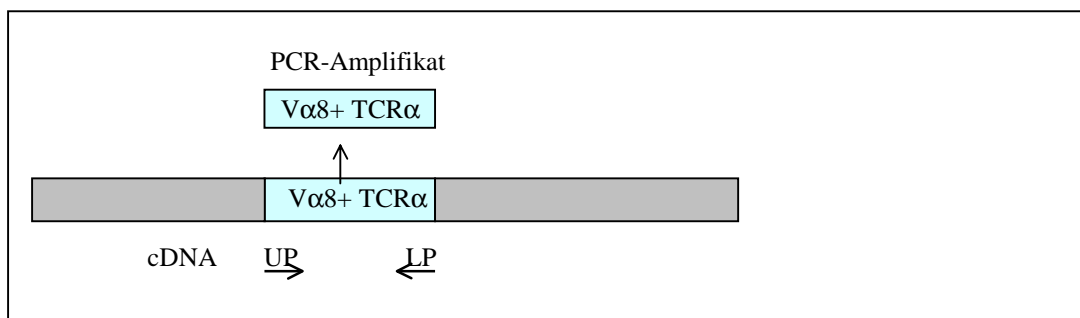 PCR-Amplifikat
Vα8+ TCRα
Vα8+ TCRα
cDNA UP LP